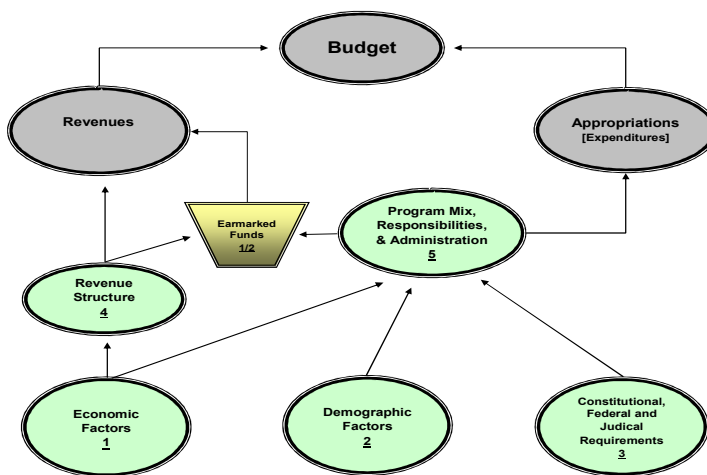 Budget
Revenues
Appropriations
[Expenditures]
Earmarked
Funds
1/2
Program Mix,
Responsibilities,
& Administration
5
Revenue
Structure
4
Economic
Factors
1
Demographic
Factors
2
Constitutional,
Federal and
Judical
Requirements
3